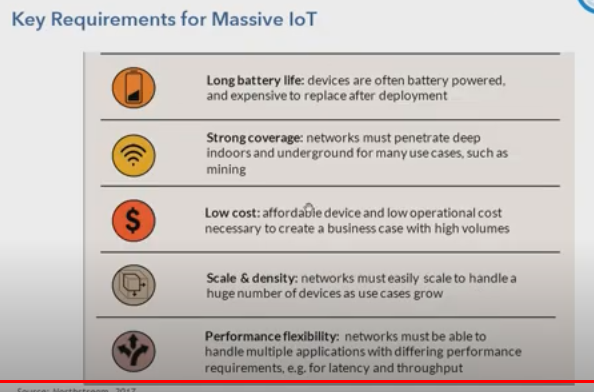 Key Requirements for Massive IoT
Long battery life: devices are often battery powered,
and expensive to replace after deployment
Strong coverage: networks must penetrate deep
indoors and underground for many use cases, such as
mining
$
Low cost: affordable device and low operational cost
necessary to create a business case with high volumes
Scale & density: networks must easily scale to handle a
huge number of devices as use cases grow
Performance flexibility: networks must be able to
handle multiple applications with differing performance
requirements, e.g. for latency and throughput
Source: Northstream, 2017